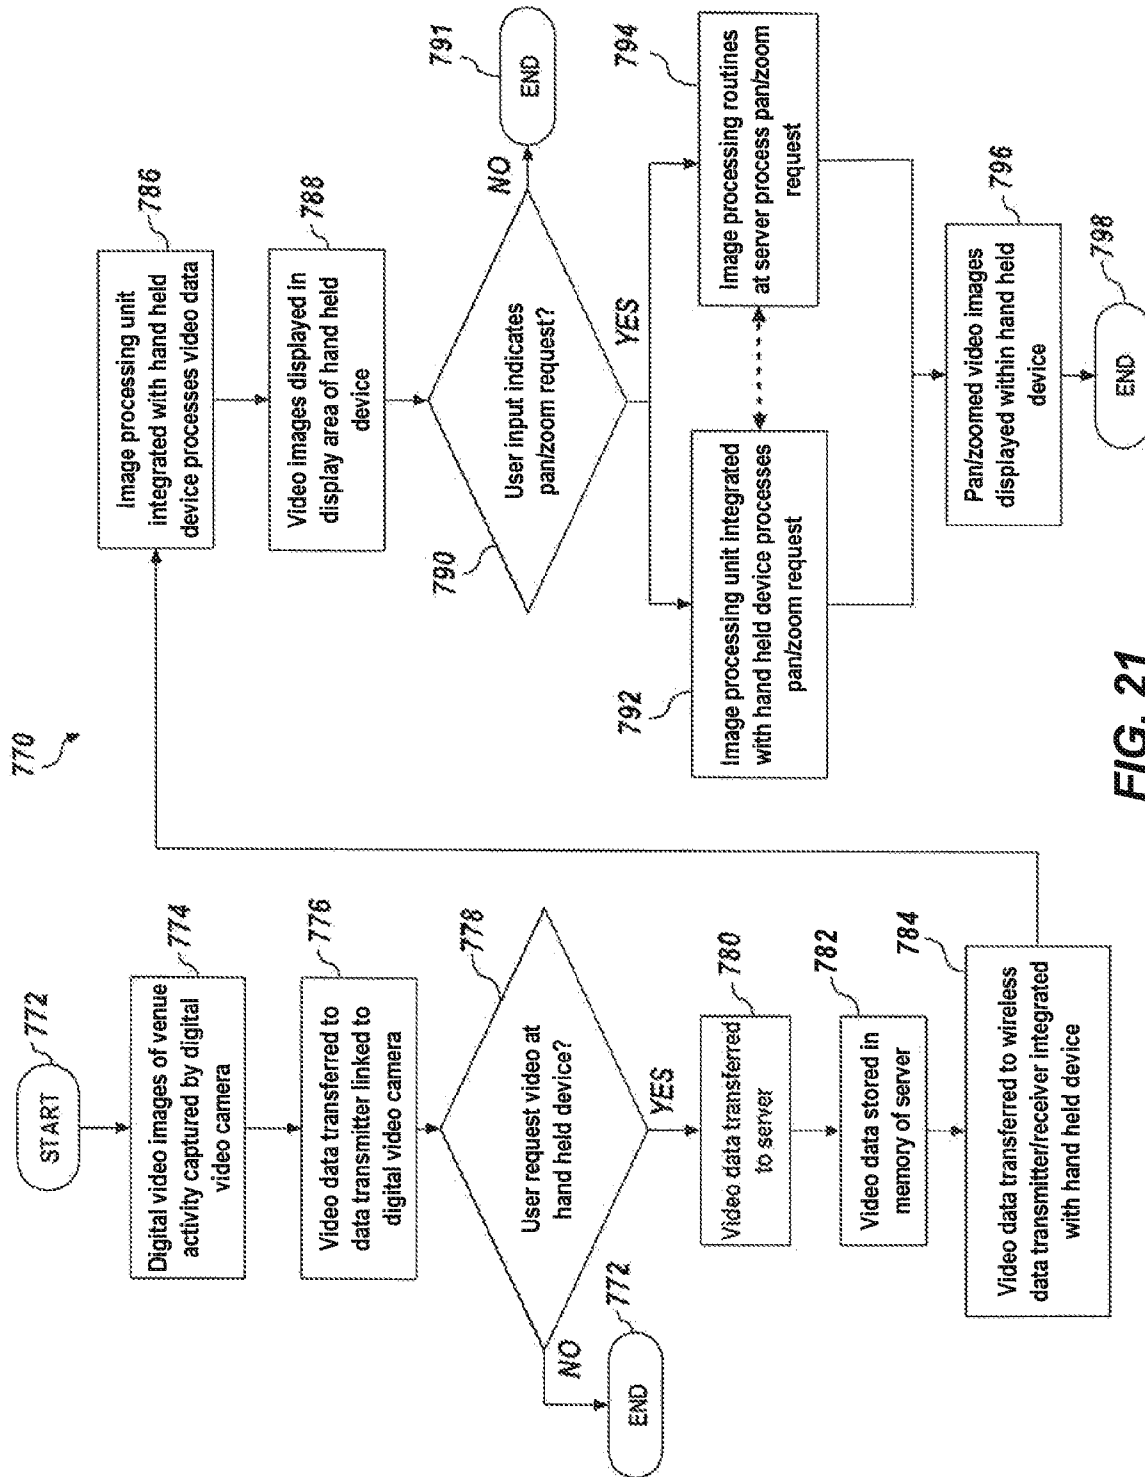 770
START
772
Digital video images of venue
activity captured by digital
video camera
774
Video data transferred to
data transmitter linked to
digital video camera
776
User request video at
hand held device?
778
NO
END
772
YES
Video data transferred
to server
780
Video data stored in
memory of server
782
Video data transferred to wireless
data transmitter/receiver integrated
with hand held device
784
Image processing unit
integrated with hand held
device processes video data
786
Video images displayed in
display area of hand held
device
788
User input indicates
pan/zoom request?
790
NO
END
791
YES
Image processing unit integrated
with hand held device processes
pan/zoom request
792
Image processing routines
at server process pan/zoom
request
794
Pan/zoomed video images
displayed within hand held
device
796
END
798
FIG. 21